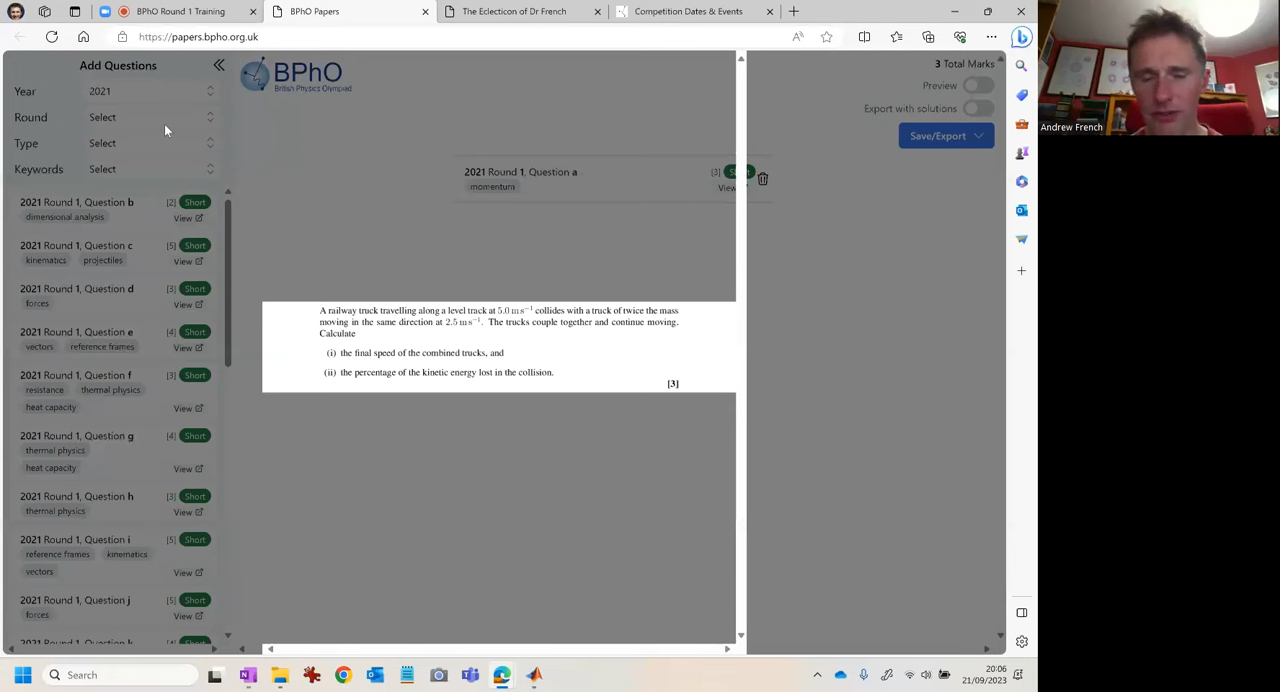 BPhO Round 1 Training
BPhO Papers
The Eclection of Dr French
Competition Dates & Events
https://papers.bpho.org.uk
Add Questions
Year 2021
Round Select
Type Select
Keywords Select
2021 Round 1, Question b [2] Short
dimensional analysis View
2021 Round 1, Question c [5] Short
kinematics projectiles View
2021 Round 1, Question d [3] Short
forces View
2021 Round 1, Question e [4] Short
vectors reference frames View
2021 Round 1, Question f [3] Short
resistance thermal physics
heat capacity View
2021 Round 1, Question g [4] Short
thermal physics
heat capacity View
2021 Round 1, Question h [3] Short
thermal physics View
2021 Round 1, Question i [5] Short
reference frames kinematics
vectors View
2021 Round 1, Question j [5] Short
forces View
BPhO
British Physics Olympiad
3 Total Marks
Preview
Export with solutions
Save/Export
2021 Round 1, Question a [3]
momentum View
A railway truck travelling along a level track at 5.0 m s⁻¹ collides with a truck of twice the mass
moving in the same direction at 2.5 m s⁻¹. The trucks couple together and continue moving.
Calculate
(i) the final speed of the combined trucks, and
(ii) the percentage of the kinetic energy lost in the collision.
[3]
Andrew French
Search
20:06
21/09/2023